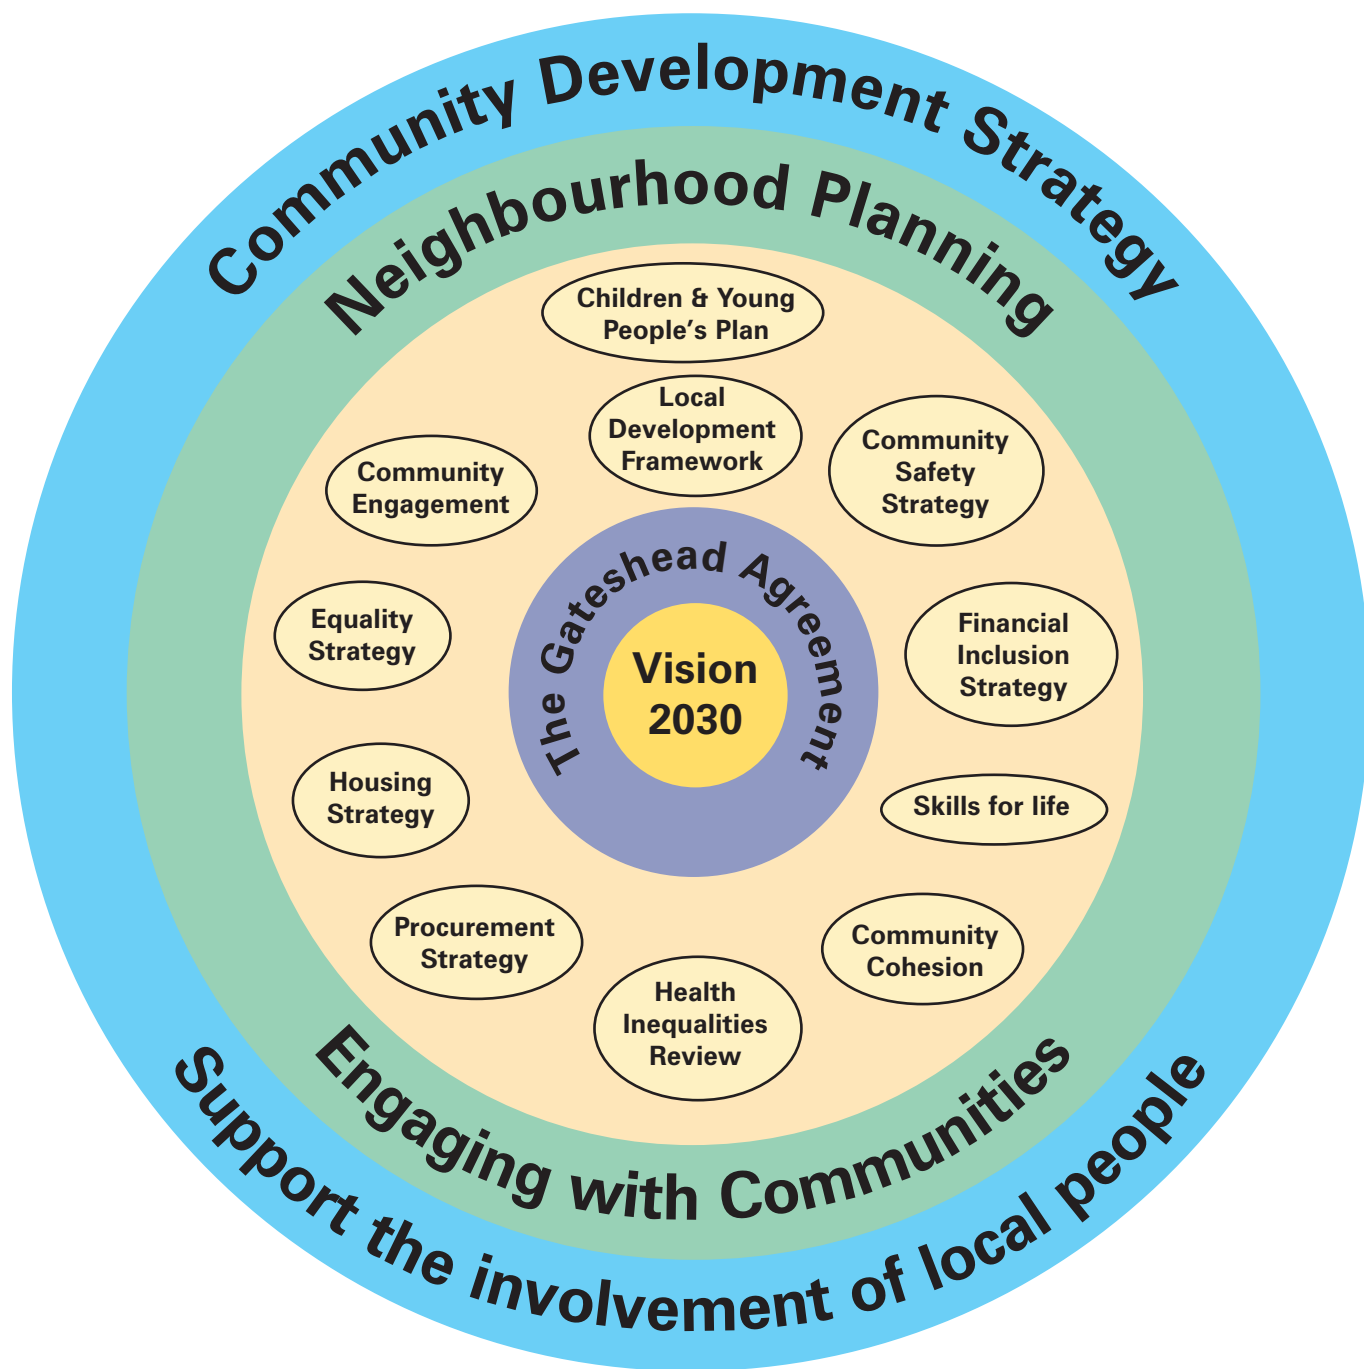 Community Development Strategy
Neighbourhood Planning
Children & Young
People’s Plan
Local
Development
Framework
Community
Safety
Strategy
Community
Engagement
Financial
Inclusion
Strategy
Equality
Strategy
The Gateshead Agreement
Vision
2030
Skills for life
Housing
Strategy
Community
Cohesion
Procurement
Strategy
Health
Inequalities
Review
Engaging with Communities
Support the involvement of local people